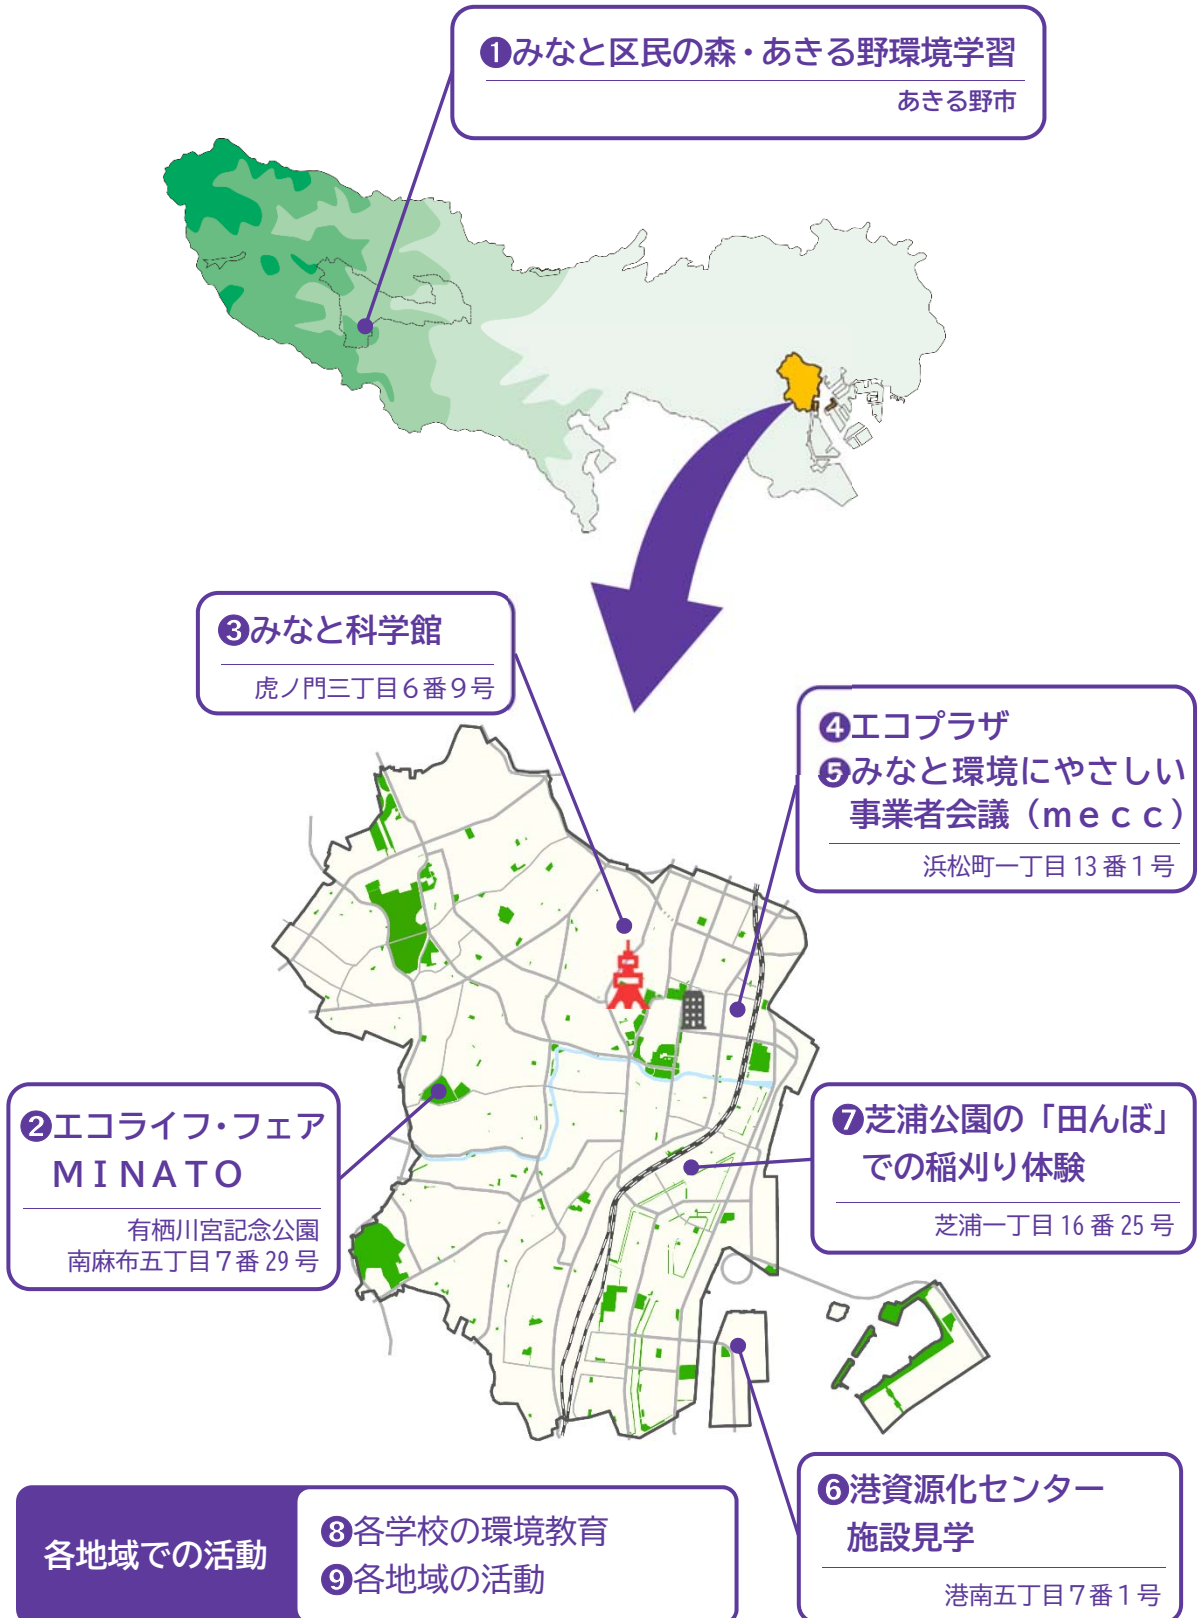 ❶みなと区民の森・あきる野環境学習
あきる野市
❸みなと科学館
虎ノ門三丁目６番９号
❹エコプラザ
❺みなと環境にやさしい
事業者会議（ｍｅｃｃ）
浜松町一丁目 13 番１号
❷エコライフ・フェア
ＭＩＮＡＴＯ
有栖川宮記念公園
南麻布五丁目７番 29 号
❼芝浦公園の「田んぼ」
での稲刈り体験
芝浦一丁目 16 番 25 号
❻港資源化センター
施設見学
港南五丁目７番１号
各地域での活動
❽各学校の環境教育
❾各地域の活動